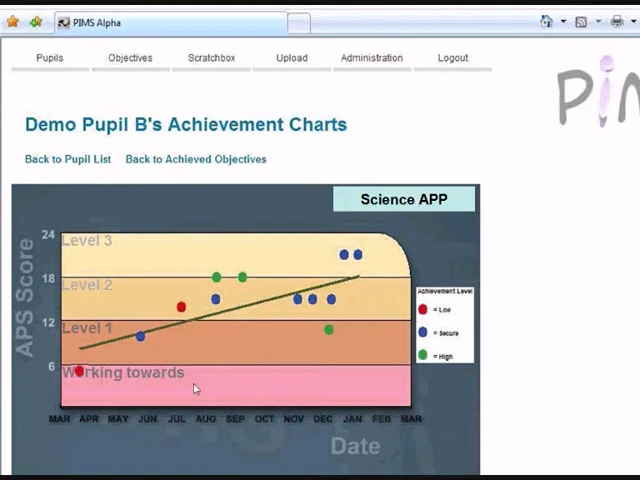 PIMS Alpha
Pupils Objectives Scratchbox Upload Administration Logout
Demo Pupil B's Achievement Charts
Back to Pupil List Back to Achieved Objectives
Science APP
24
Level 3
18
Level 2
12
Level 1
6
Working towards
APS Score
Achievement Level
= Low
= Secure
= High
MAR APR MAY JUN JUL AUG SEP OCT NOV DEC JAN FEB MAR
Date